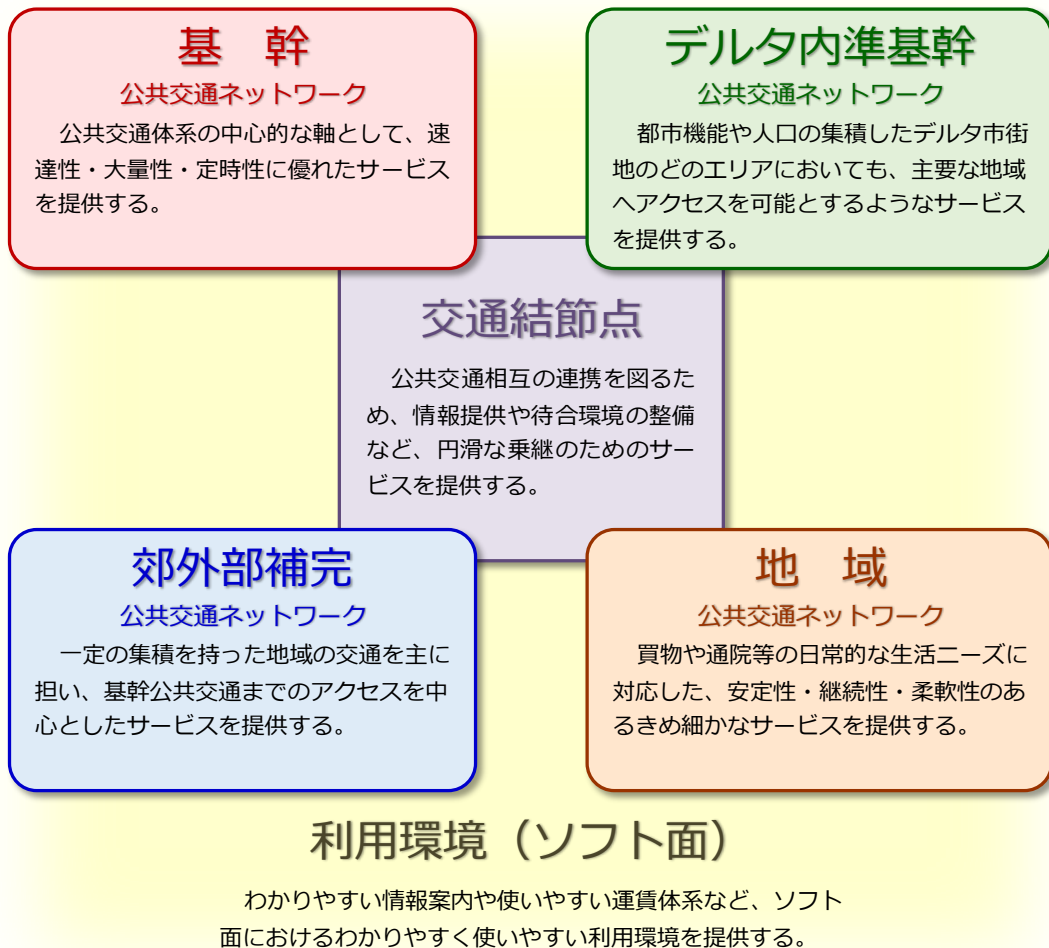 基　幹
公共交通ネットワーク
　公共交通体系の中心的な軸として、速
達性・大量性・定時性に優れたサービス
を提供する。
デルタ内準基幹
公共交通ネットワーク
　都市機能や人口の集積したデルタ市街
地のどのエリアにおいても、主要な地域
へアクセスを可能とするようなサービス
を提供する。
交通結節点
　公共交通相互の連携を図るた
め、情報提供や待合環境の整備
など、円滑な乗継のためのサー
ビスを提供する。
郊外部補完
公共交通ネットワーク
　一定の集積を持った地域の交通を主に
担い、基幹公共交通までのアクセスを中
心としたサービスを提供する。
地　域
公共交通ネットワーク
　買物や通院等の日常的な生活ニーズに
対応した、安定性・継続性・柔軟性のあ
るきめ細かなサービスを提供する。
利用環境（ソフト面）
　わかりやすい情報案内や使いやすい運賃体系など、ソフト
面におけるわかりやすく使いやすい利用環境を提供する。